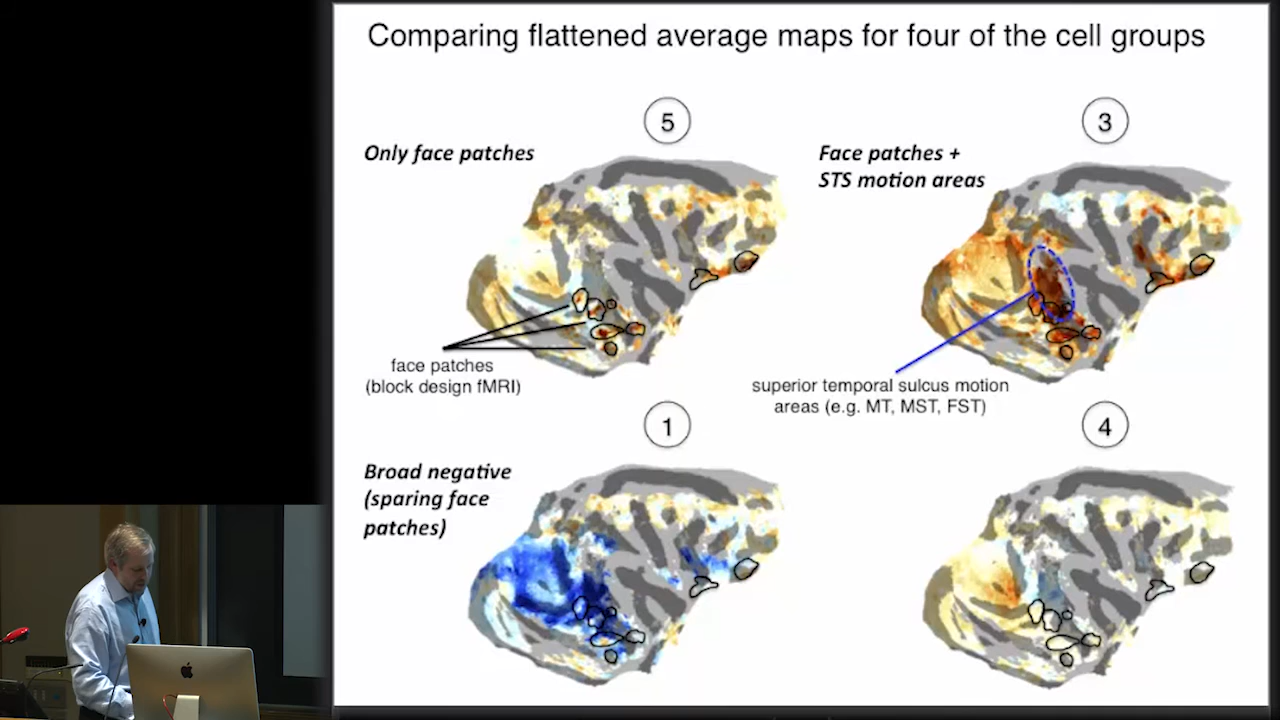 Comparing flattened average maps for four of the cell groups
5
Only face patches
face patches
(block design fMRI)
3
Face patches +
STS motion areas
superior temporal sulcus motion
areas (e.g. MT, MST, FST)
1
Broad negative
(sparing face
patches)
4